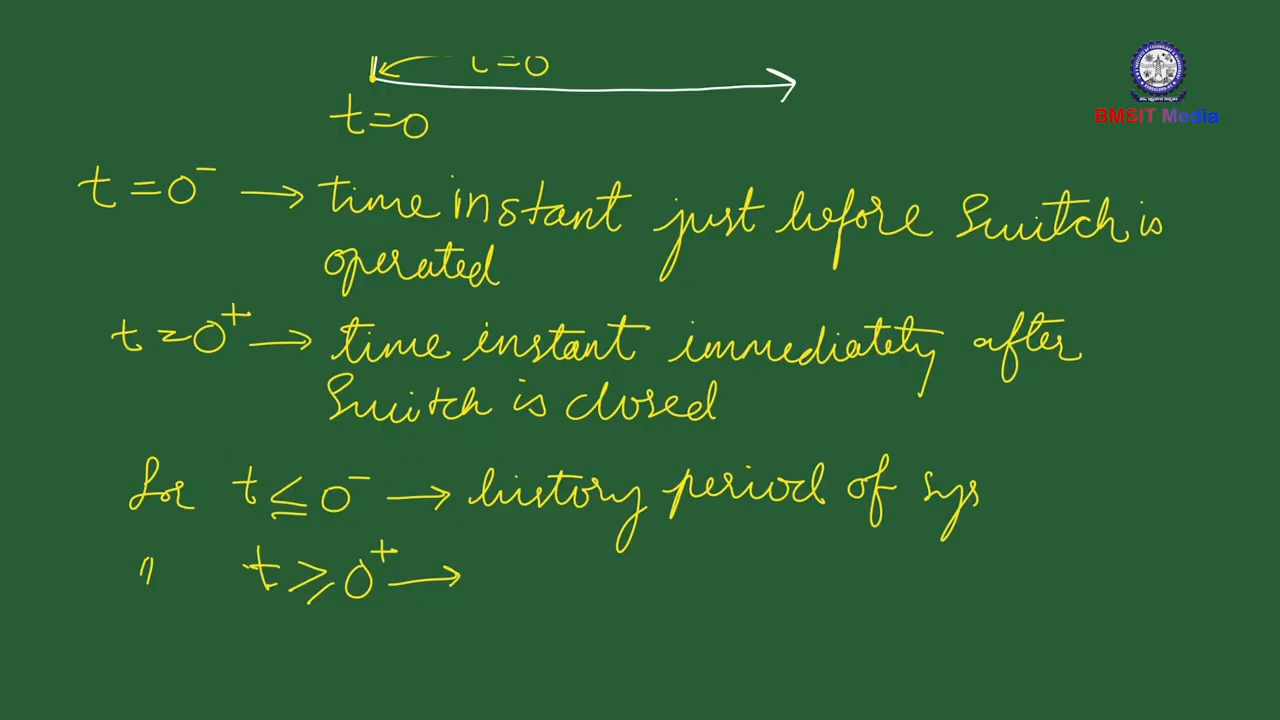 t=0
BMSIT Media
t=0
t=0⁻ → time instant just before Switch is
operated
t=0⁺ → time instant immediately after
Switch is closed
for t ≤ 0⁻ → history period of sys
" t ≥ 0⁺ →